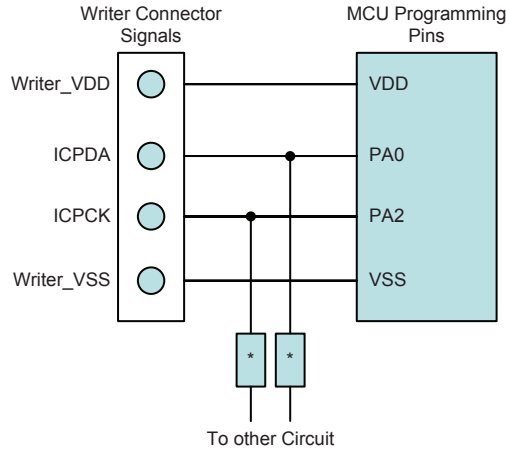 Writer Connector
Signals
MCU Programming
Pins
Writer_VDD
VDD
ICPDA
PA0
ICPCK
PA2
Writer_VSS
VSS
* *
To other Circuit